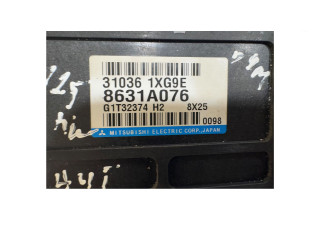 31036 1XG9E
8631A076
G1T32374 H2 8X25
0098
MITSUBISHI ELECTRIC CORP. JAPAN